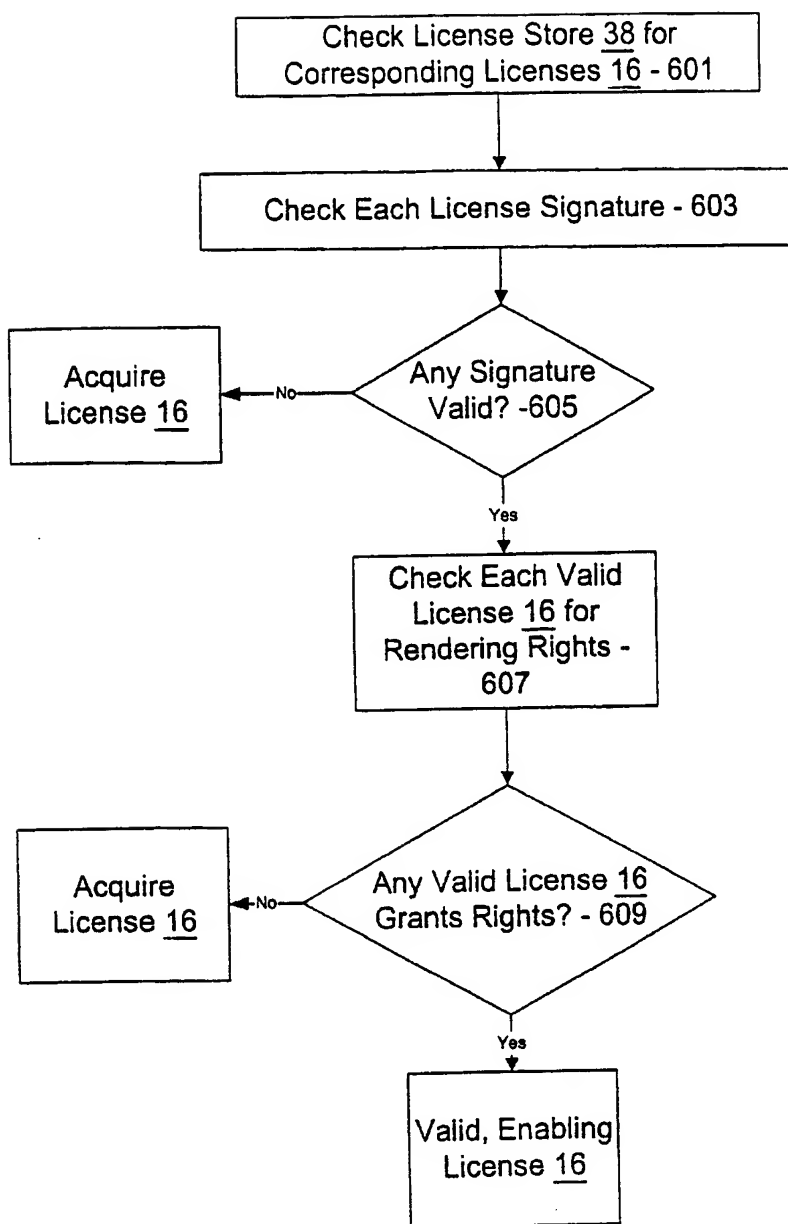 Check License Store 38 for
Corresponding Licenses 16 - 601
Check Each License Signature - 603
Any Signature
Valid? -605
No
Acquire
License 16
Yes
Check Each Valid
License 16 for
Rendering Rights -
607
Any Valid License 16
Grants Rights? - 609
No
Acquire
License 16
Yes
Valid, Enabling
License 16